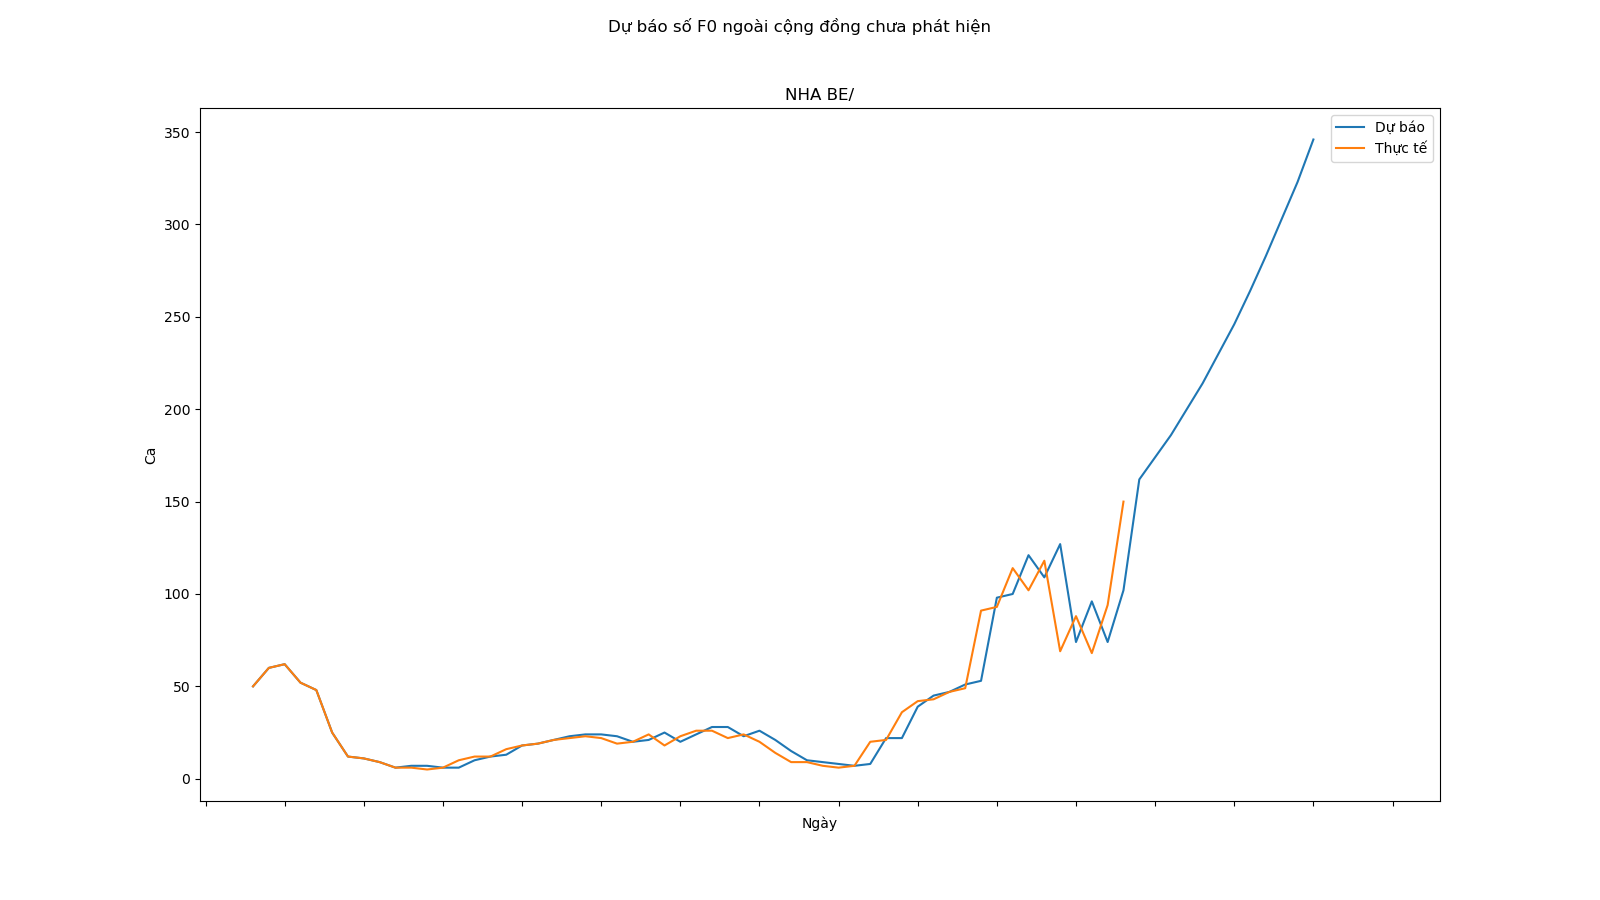 Dự báo số F0 ngoài cộng đồng chưa phát hiện
NHA BE/
Dự báo
Thực tế
350
300
250
200
150
100
50
0
Ca
Ngày